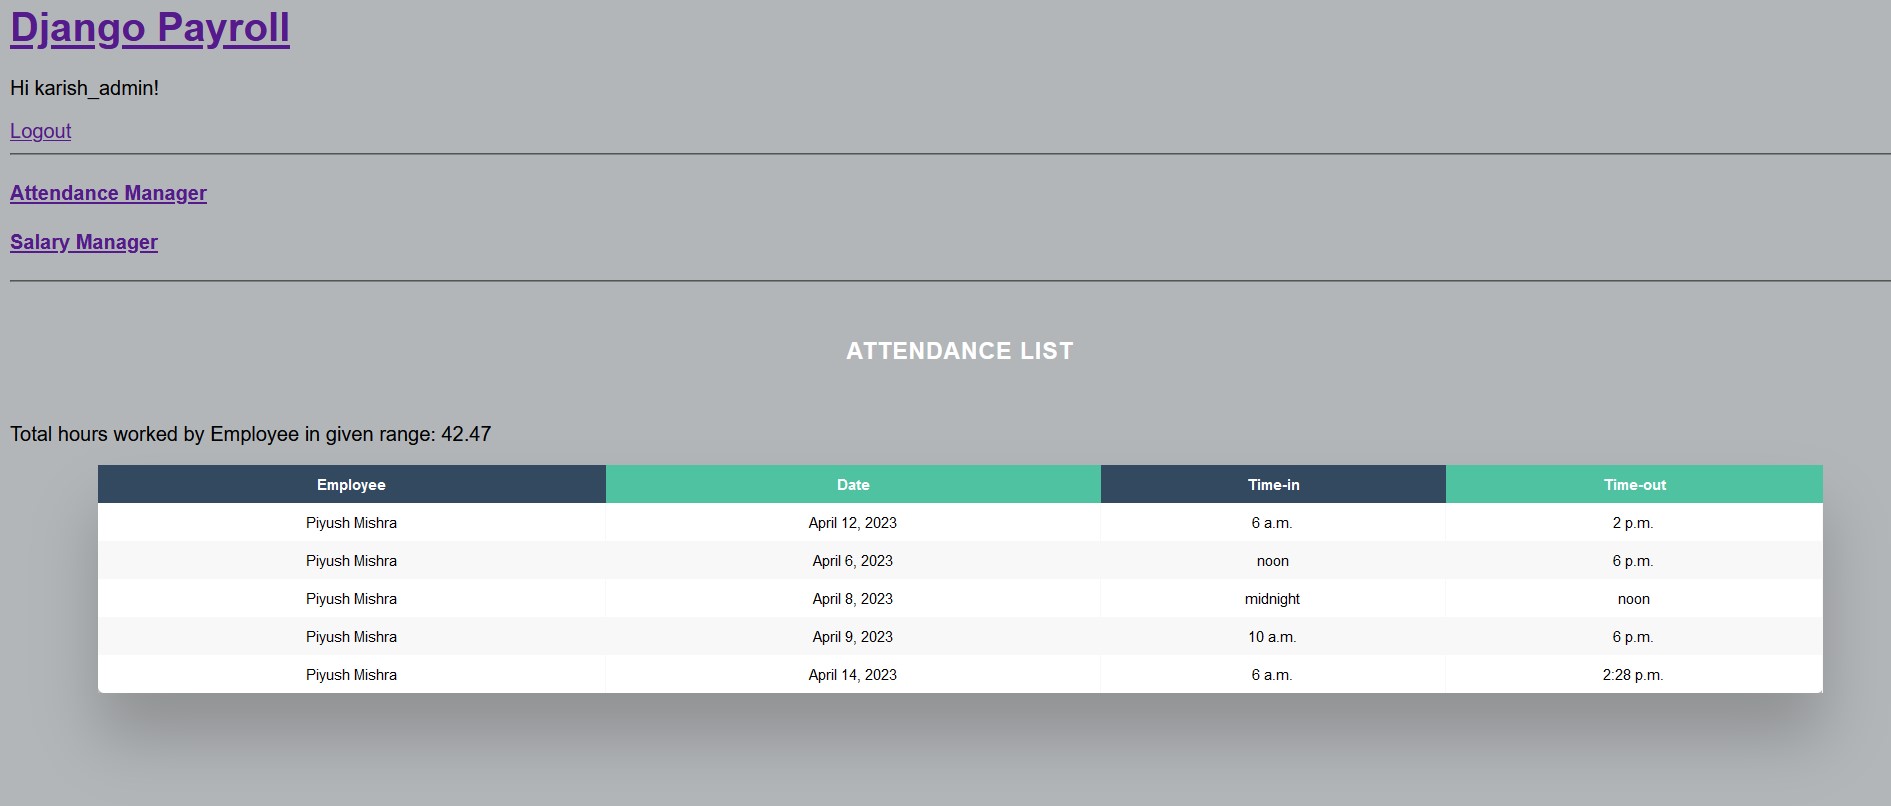 Django Payroll
Hi karish_admin!
Logout
Attendance Manager
Salary Manager
ATTENDANCE LIST
Total hours worked by Employee in given range: 42.47
Employee Date Time-in Time-out
Piyush Mishra April 12, 2023 6 a.m. 2 p.m.
Piyush Mishra April 6, 2023 noon 6 p.m.
Piyush Mishra April 8, 2023 midnight noon
Piyush Mishra April 9, 2023 10 a.m. 6 p.m.
Piyush Mishra April 14, 2023 6 a.m. 2:28 p.m.